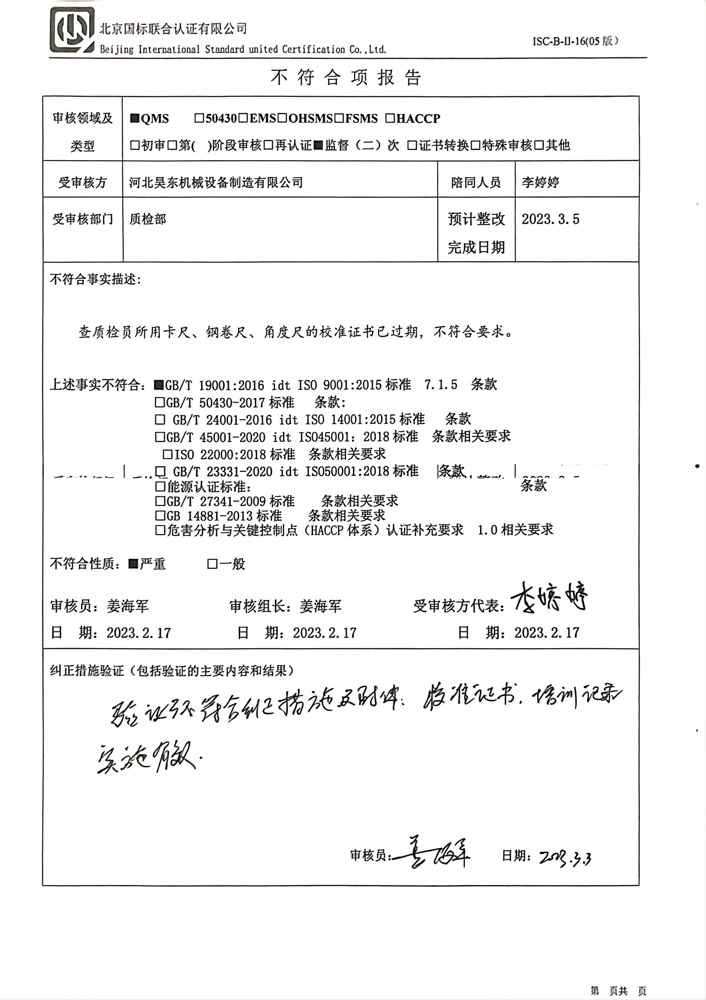 北京国标联合认证有限公司
Beijing International Standard united Certification Co.,Ltd.
ISC-B-II-16(05 版)
不符合项报告
审核领域及类型
■QMS □50430□EMS□OHSMS□FSMS □HACCP
□初审□第( )阶段审核□再认证■监督（二）次 □证书转换□特殊审核□其他
受审核方 河北昊东机械设备制造有限公司 陪同人员 李婷婷
受审核部门 质检部 预计整改完成日期 2023.3.5
不符合事实描述：
查质检员所用卡尺、钢卷尺、角度尺的校准证书已过期，不符合要求。
上述事实不符合：■GB/T 19001:2016 idt ISO 9001:2015 标准 7.1.5 条款
□GB/T 50430-2017 标准 条款：
□ GB/T 24001-2016 idt ISO 14001:2015 标准 条款
□GB/T 45001-2020 idt ISO45001：2018 标准 条款相关要求
□ISO 22000:2018 标准 条款相关要求
□ GB/T 23331-2020 idt ISO50001:2018 标准 条款
□能源认证标准： 条款
□GB/T 27341-2009 标准 条款相关要求
□GB 14881-2013 标准 条款相关要求
□危害分析与关键控制点（HACCP 体系）认证补充要求 1.0 相关要求
不符合性质：■严重 □一般
审核员：姜海军 审核组长：姜海军 受审核方代表：李婷婷
日 期：2023.2.17 日 期：2023.2.17 日 期：2023.2.17
纠正措施验证（包括验证的主要内容和结果）
验证了不符合纠正措施及附件：校准证书，培训记录
实施有效.
审核员：姜海军 日期：2023.3.3
第 页共 页